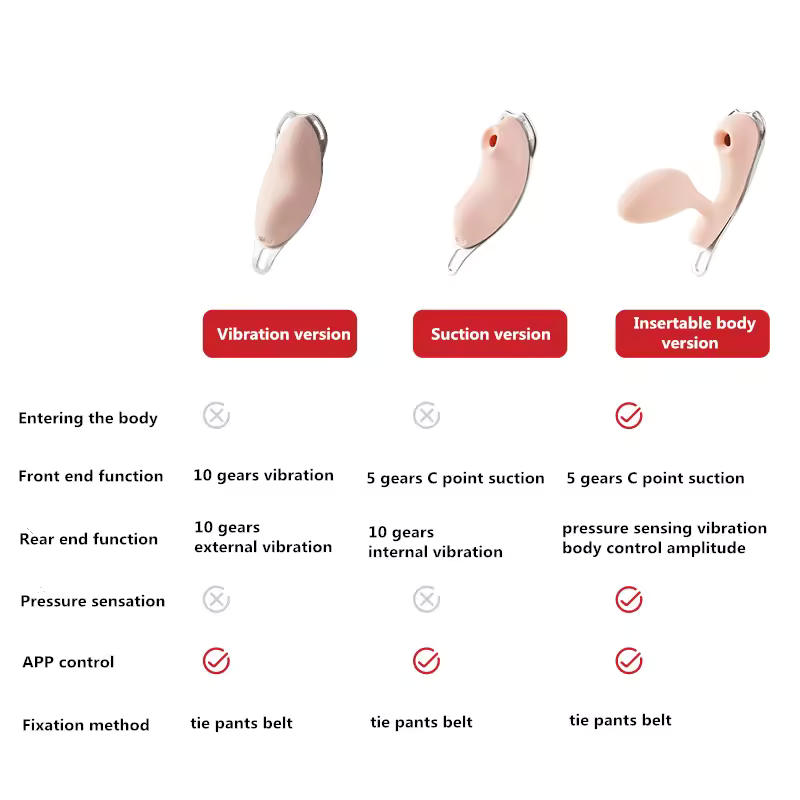 Vibration version
Suction version
Insertable body
version
Entering the body
Front end function
10 gears vibration
5 gears C point suction
5 gears C point suction
Rear end function
10 gears
external vibration
10 gears
internal vibration
pressure sensing vibration
body control amplitude
Pressure sensation
APP control
Fixation method
tie pants belt
tie pants belt
tie pants belt